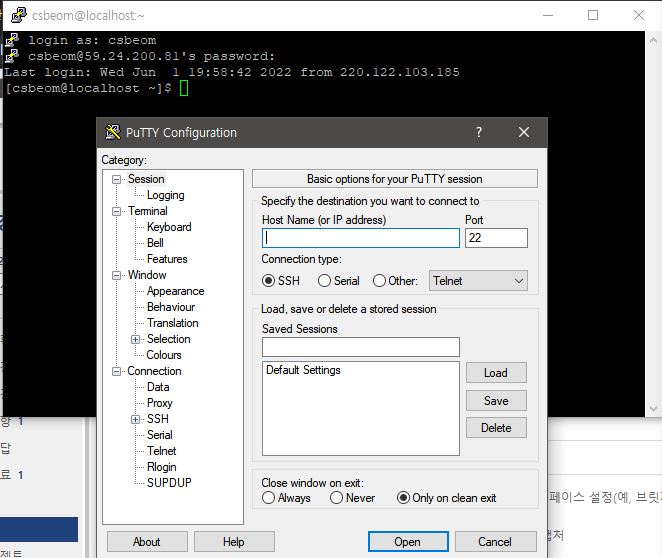 csbeom@localhost:~
login as: csbeom
csbeom@59.24.200.81's password:
Last login: Wed Jun  1 19:58:42 2022 from 220.122.103.185
[csbeom@localhost ~]$
PuTTY Configuration
?
Category:
Session
Logging
Terminal
Keyboard
Bell
Features
Window
Appearance
Behaviour
Translation
Selection
Colours
Connection
Data
Proxy
SSH
Serial
Telnet
Rlogin
SUPDUP
Basic options for your PuTTY session
Specify the destination you want to connect to
Host Name (or IP address) Port
22
Connection type:
SSH Serial Other: Telnet
Load, save or delete a stored session
Saved Sessions
Default Settings
Load
Save
Delete
Close window on exit:
Always Never Only on clean exit
About Help Open Cancel
항 1
답
료 1
젝트
페이스 설정(예, 브릿
캡처